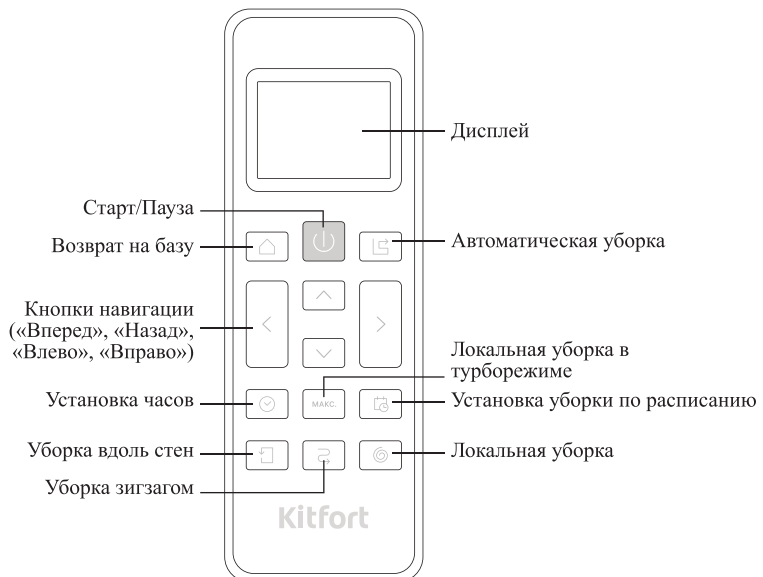 Дисплей
Старт/Пауза
Возврат на базу
Автоматическая уборка
Кнопки навигации
(«Вперед», «Назад»,
«Влево», «Вправо»)
Локальная уборка в
турборежиме
Установка часов
МАКС.
Установка уборки по расписанию
Уборка вдоль стен
Локальная уборка
Уборка зигзагом
Kitfort